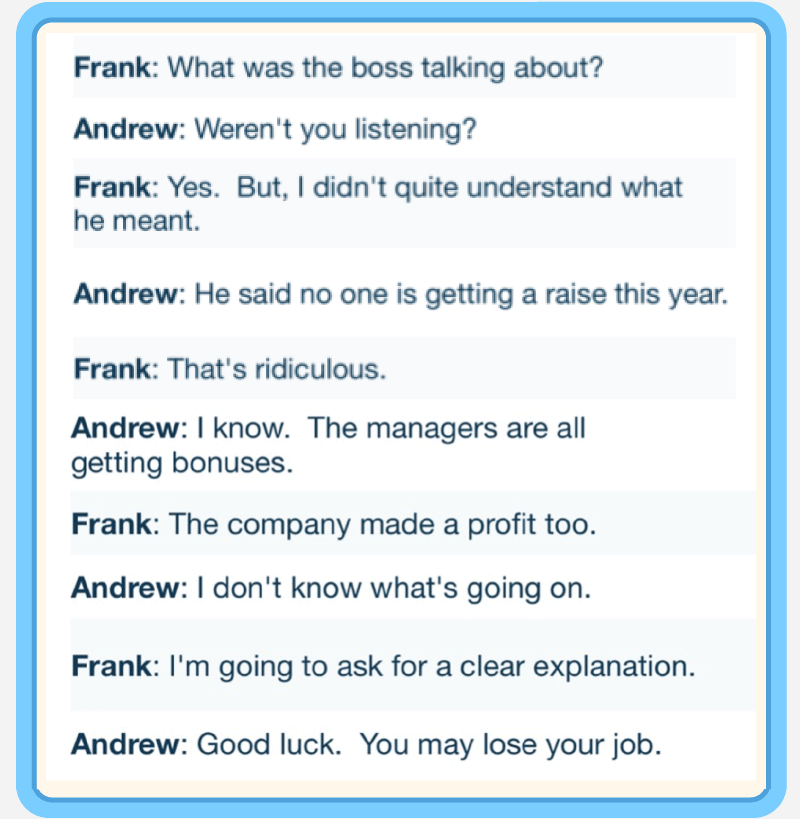 Frank: What was the boss talking about?
Andrew: Weren't you listening?
Frank: Yes.  But, I didn't quite understand what
he meant.
Andrew: He said no one is getting a raise this year.
Frank: That's ridiculous.
Andrew: I know.  The managers are all
getting bonuses.
Frank: The company made a profit too.
Andrew: I don't know what's going on.
Frank: I'm going to ask for a clear explanation.
Andrew: Good luck.  You may lose your job.